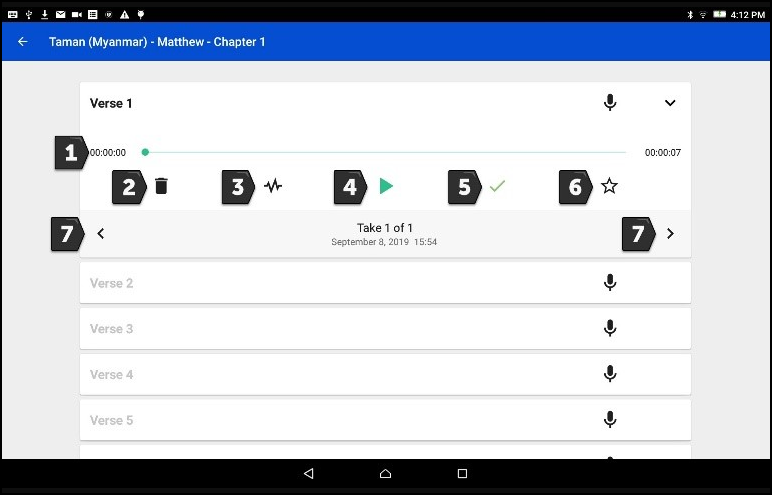 4:12 PM
Taman (Myanmar) - Matthew - Chapter 1
Verse 1
1 00:00:00 00:00:07
2 3 4 5 6
7 Take 1 of 1 7
September 8, 2019 15:54
Verse 2
Verse 3
Verse 4
Verse 5